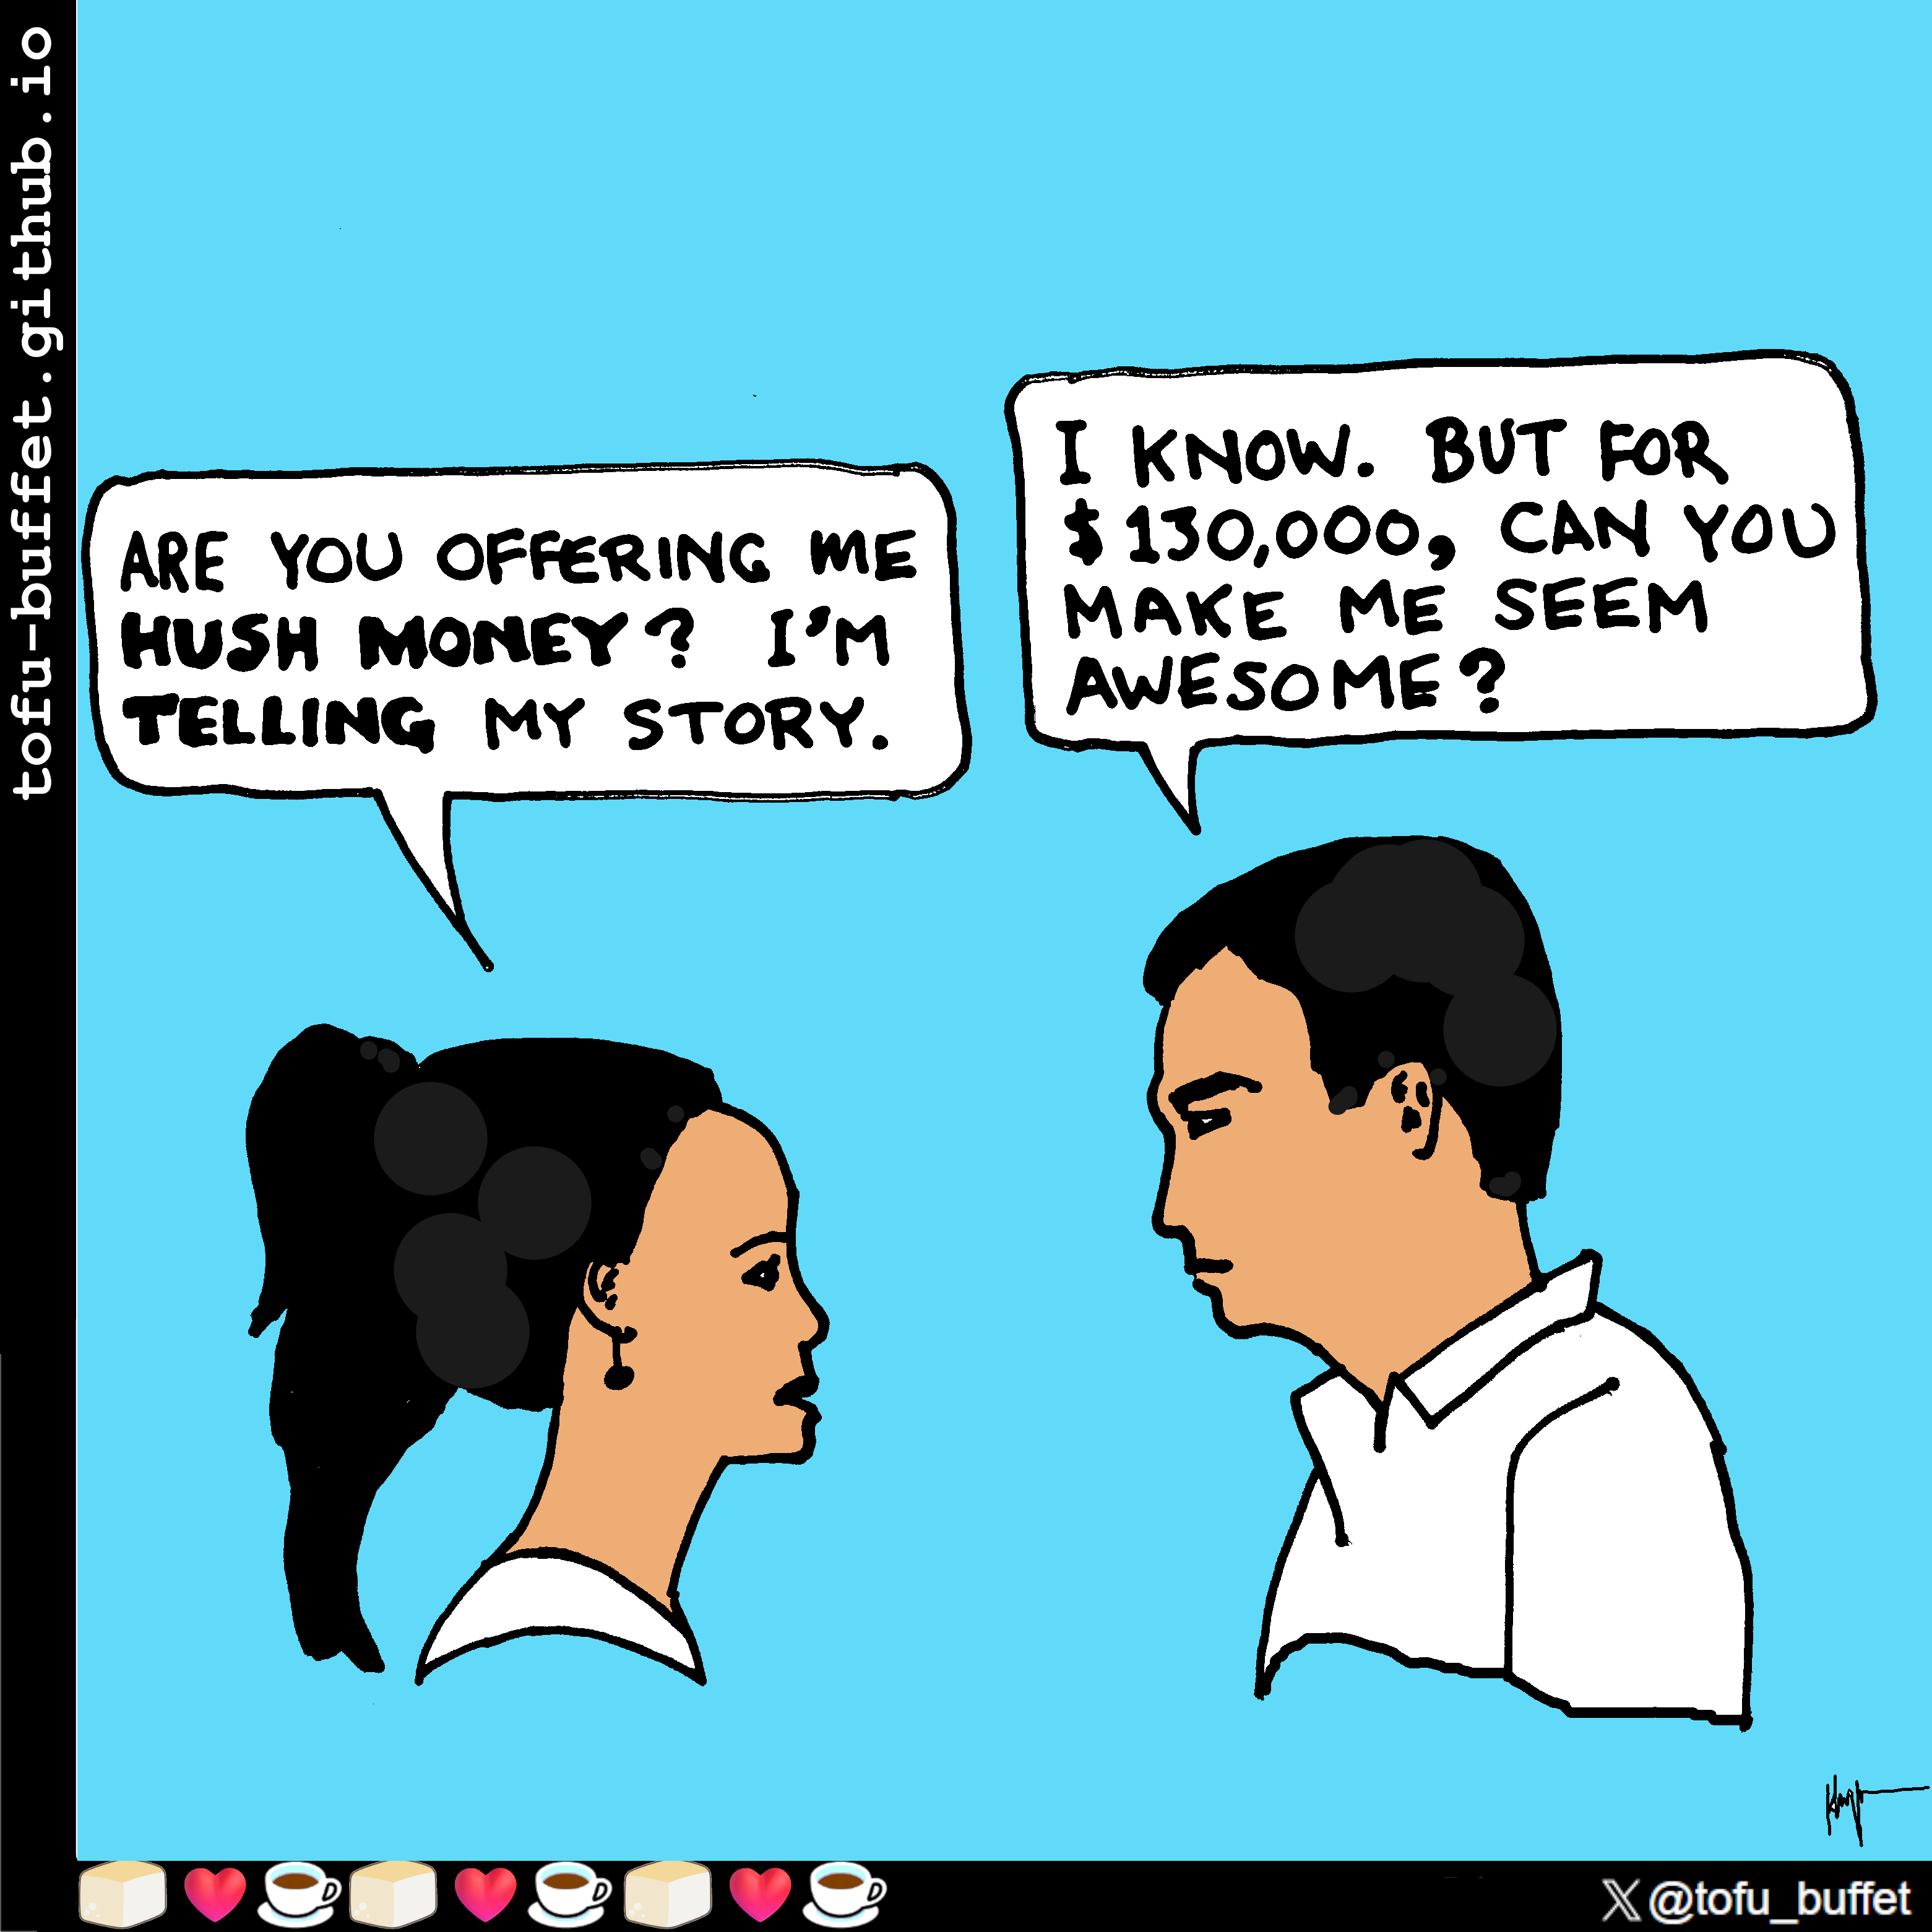 tofu-buffet.github.io
ARE YOU OFFERING ME
HUSH MONEY? I'M
TELLING MY STORY.
I KNOW. BUT FOR
$130,000, CAN YOU
MAKE ME SEEM
AWESOME?
@tofu_buffet